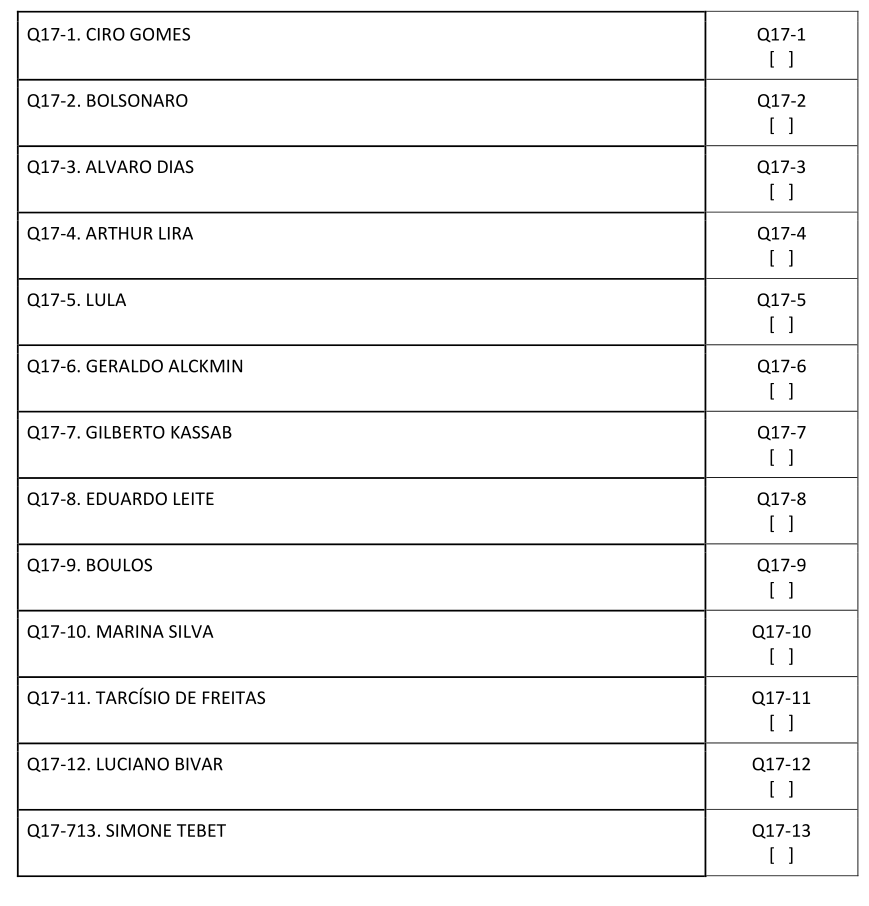 Q17-1. CIRO GOMES
Q17-1
[ ]
Q17-2. BOLSONARO
Q17-2
[ ]
Q17-3. ALVARO DIAS
Q17-3
[ ]
Q17-4. ARTHUR LIRA
Q17-4
[ ]
Q17-5. LULA
Q17-5
[ ]
Q17-6. GERALDO ALCKMIN
Q17-6
[ ]
Q17-7. GILBERTO KASSAB
Q17-7
[ ]
Q17-8. EDUARDO LEITE
Q17-8
[ ]
Q17-9. BOULOS
Q17-9
[ ]
Q17-10. MARINA SILVA
Q17-10
[ ]
Q17-11. TARCÍSIO DE FREITAS
Q17-11
[ ]
Q17-12. LUCIANO BIVAR
Q17-12
[ ]
Q17-713. SIMONE TEBET
Q17-13
[ ]